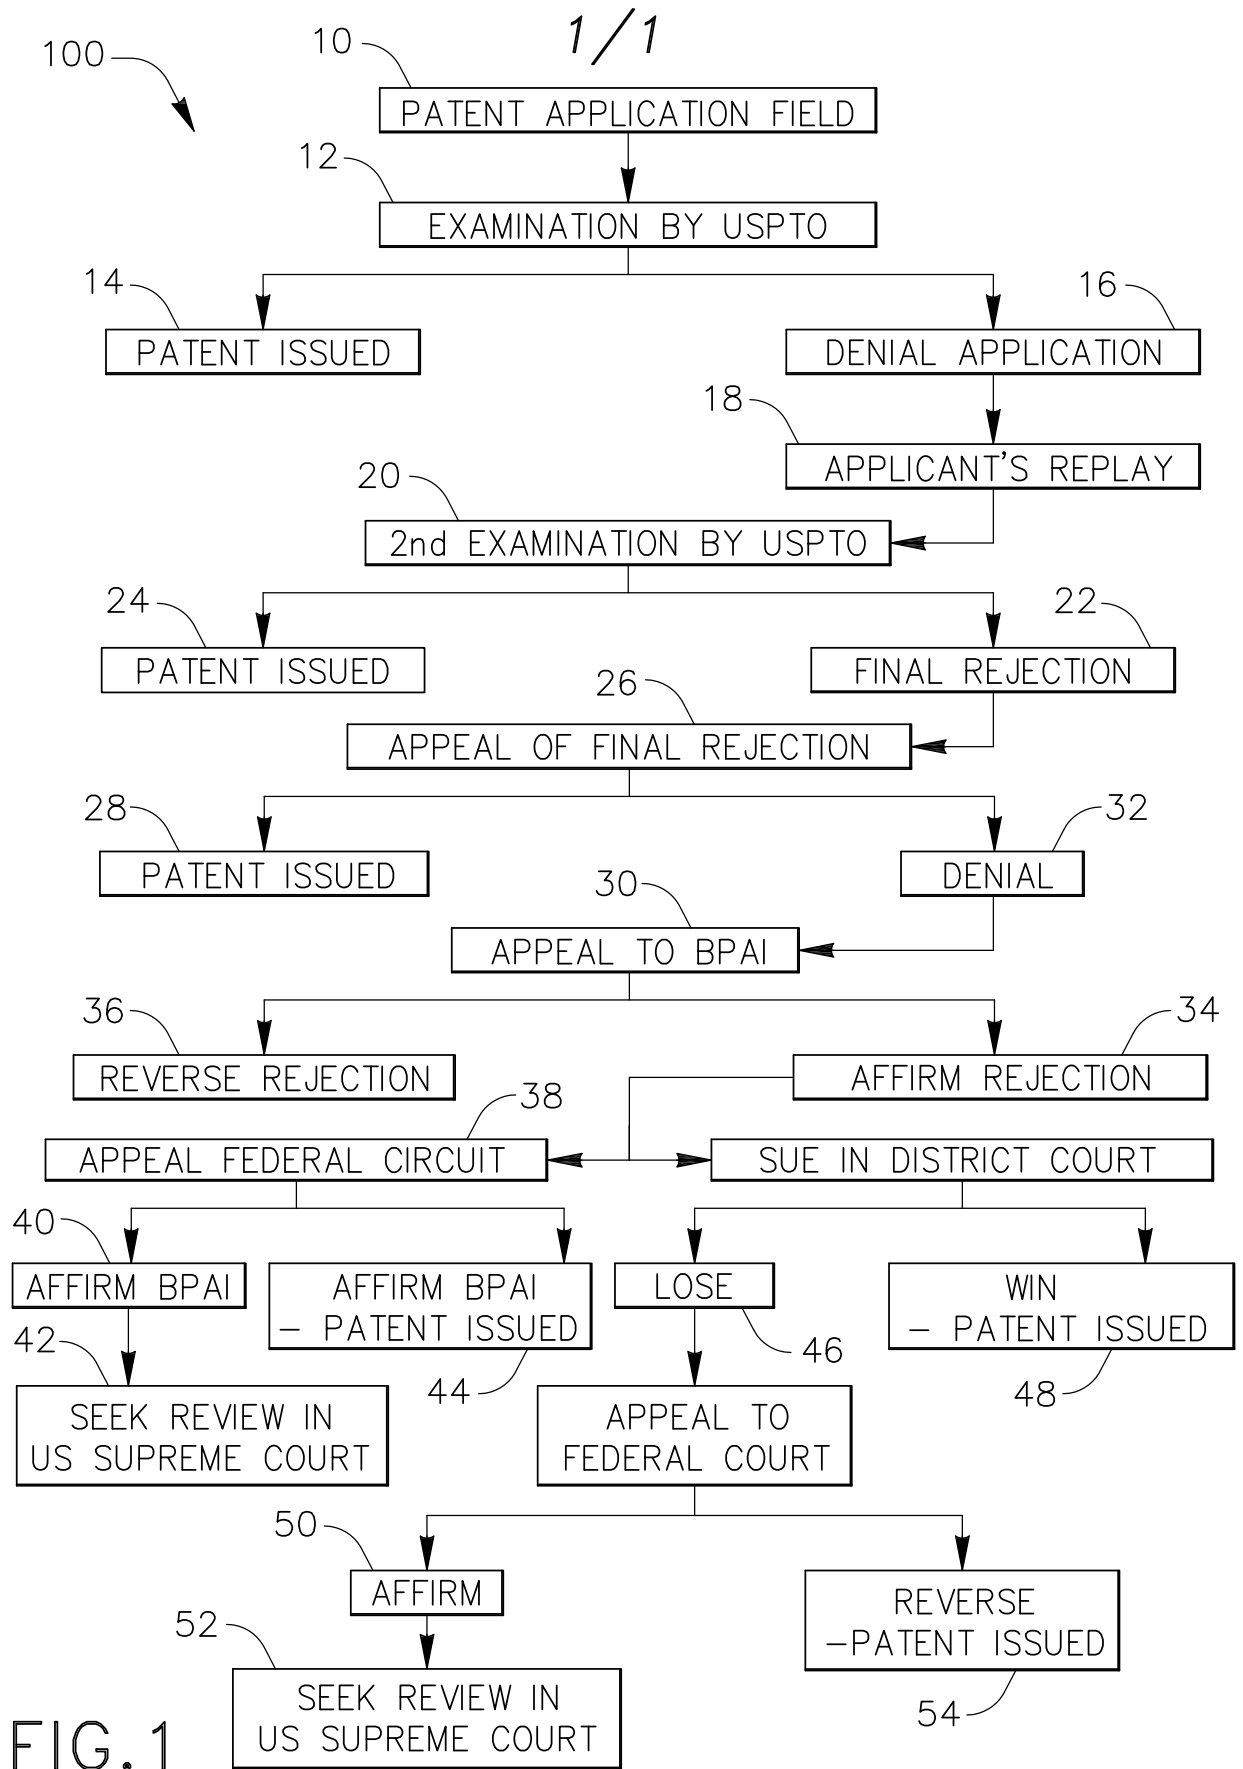 1/1
100
10
PATENT APPLICATION FIELD
12
EXAMINATION BY USPTO
14
PATENT ISSUED
16
DENIAL APPLICATION
18
APPLICANT'S REPLAY
20
2nd EXAMINATION BY USPTO
24
PATENT ISSUED
22
FINAL REJECTION
26
APPEAL OF FINAL REJECTION
28
PATENT ISSUED
32
DENIAL
30
APPEAL TO BPAI
36
REVERSE REJECTION
34
AFFIRM REJECTION
38
APPEAL FEDERAL CIRCUIT
SUE IN DISTRICT COURT
40
AFFIRM BPAI
AFFIRM BPAI
- PATENT ISSUED
44
LOSE
46
WIN
- PATENT ISSUED
48
42
SEEK REVIEW IN
US SUPREME COURT
APPEAL TO
FEDERAL COURT
50
AFFIRM
REVERSE
-PATENT ISSUED
54
52
SEEK REVIEW IN
US SUPREME COURT
FIG.1